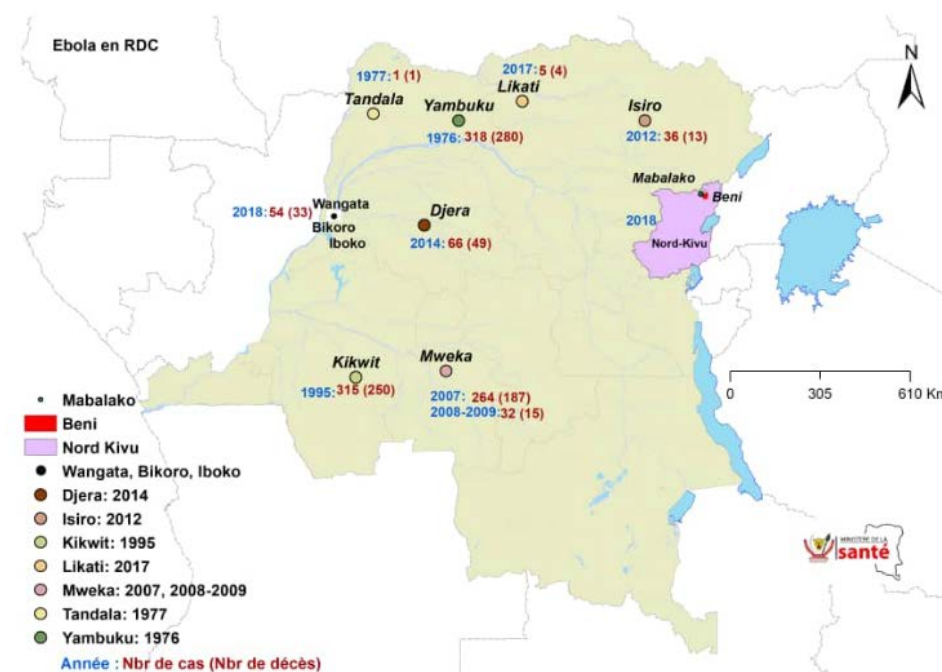 Ebola en RDC
N
1977: 1 (1)
Tandala
2017: 5 (4)
Likati
Yambuku
1976: 318 (280)
Isiro
2012: 36 (13)
Mabalako
Beni
2018
Nord-Kivu
2018: 54 (33)
Wangata
Bikoro
Iboko
Djera
2014: 66 (49)
Kikwit
1995: 315 (250)
Mweka
2007: 264 (187)
2008-2009: 32 (15)
0 305 610 Km
Mabalako
Beni
Nord Kivu
Wangata, Bikoro, Iboko
Djera: 2014
Isiro: 2012
Kikwit: 1995
Likati: 2017
Mweka: 2007, 2008-2009
Tandala: 1977
Yambuku: 1976
Année : Nbr de cas (Nbr de décès)
MINISTÈRE DE LA
santé